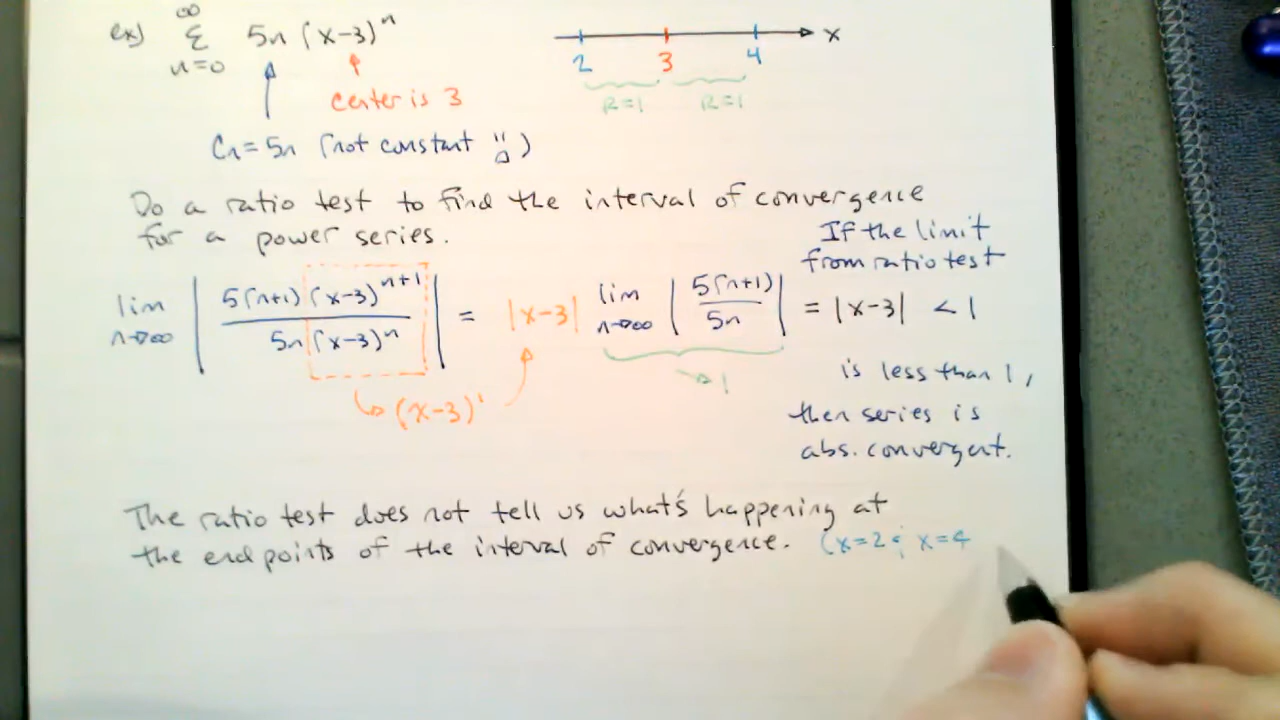 ex) ∞ Σ n=0 5n (x-3)ⁿ
x
2 3 4
R=1 R=1
center is 3
Cn=5n (not constant )
Do a ratio test to find the interval of convergence
for a power series.
If the limit
from ratio test
lim n→∞ | 5(n+1) (x-3)ⁿ⁺¹ / 5n (x-3)ⁿ | = |x-3| lim n→∞ | 5(n+1) / 5n | = |x-3| < 1
→ 1
is less than 1,
↳ (x-3)¹
then series is
abs. convergent.
The ratio test does not tell us what's happening at
the endpoints of the interval of convergence. (x=2 & x=4